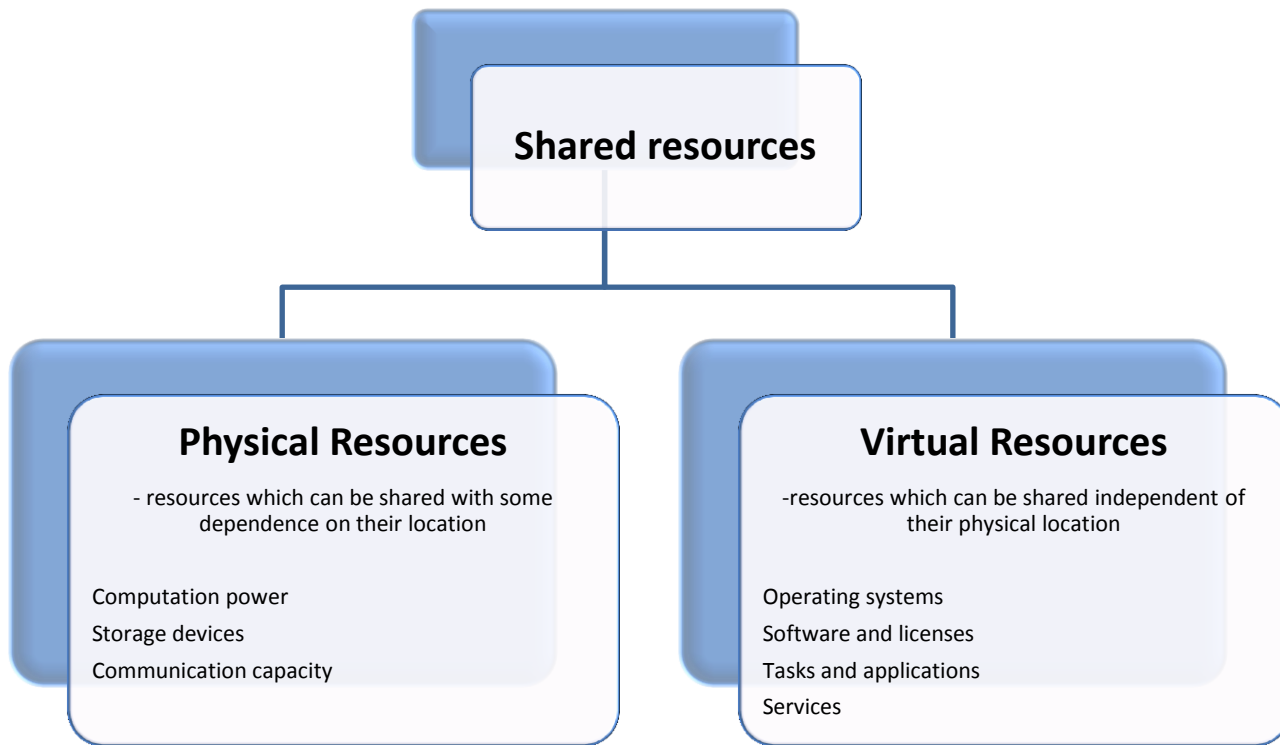 Shared resources
Physical Resources
- resources which can be shared with some
dependence on their location
Computation power
Storage devices
Communication capacity
Virtual Resources
-resources which can be shared independent of
their physical location
Operating systems
Software and licenses
Tasks and applications
Services